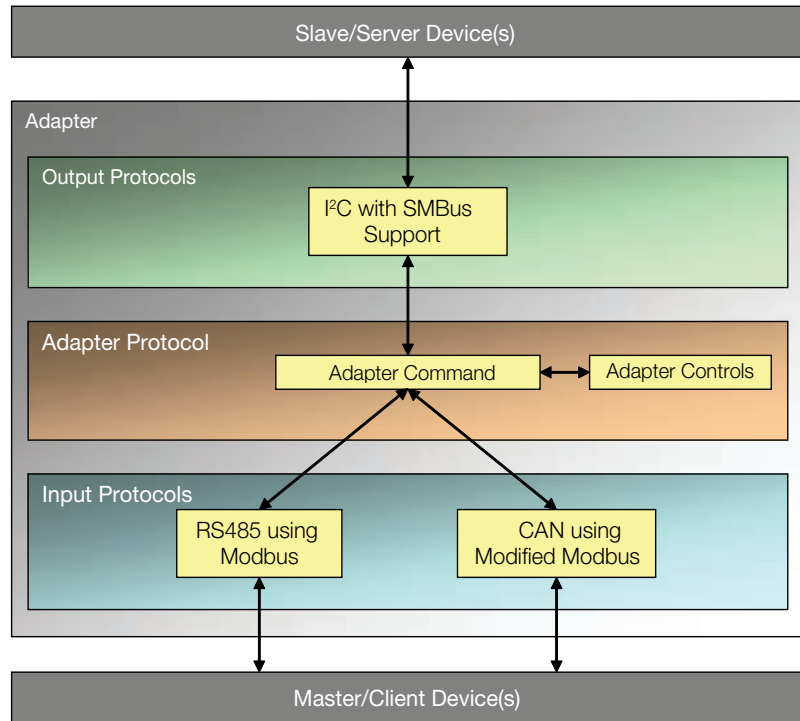 Slave/Server Device(s)
Adapter
Output Protocols
I²C with SMBus
Support
Adapter Protocol
Adapter Command
Adapter Controls
Input Protocols
RS485 using
Modbus
CAN using
Modified Modbus
Master/Client Device(s)